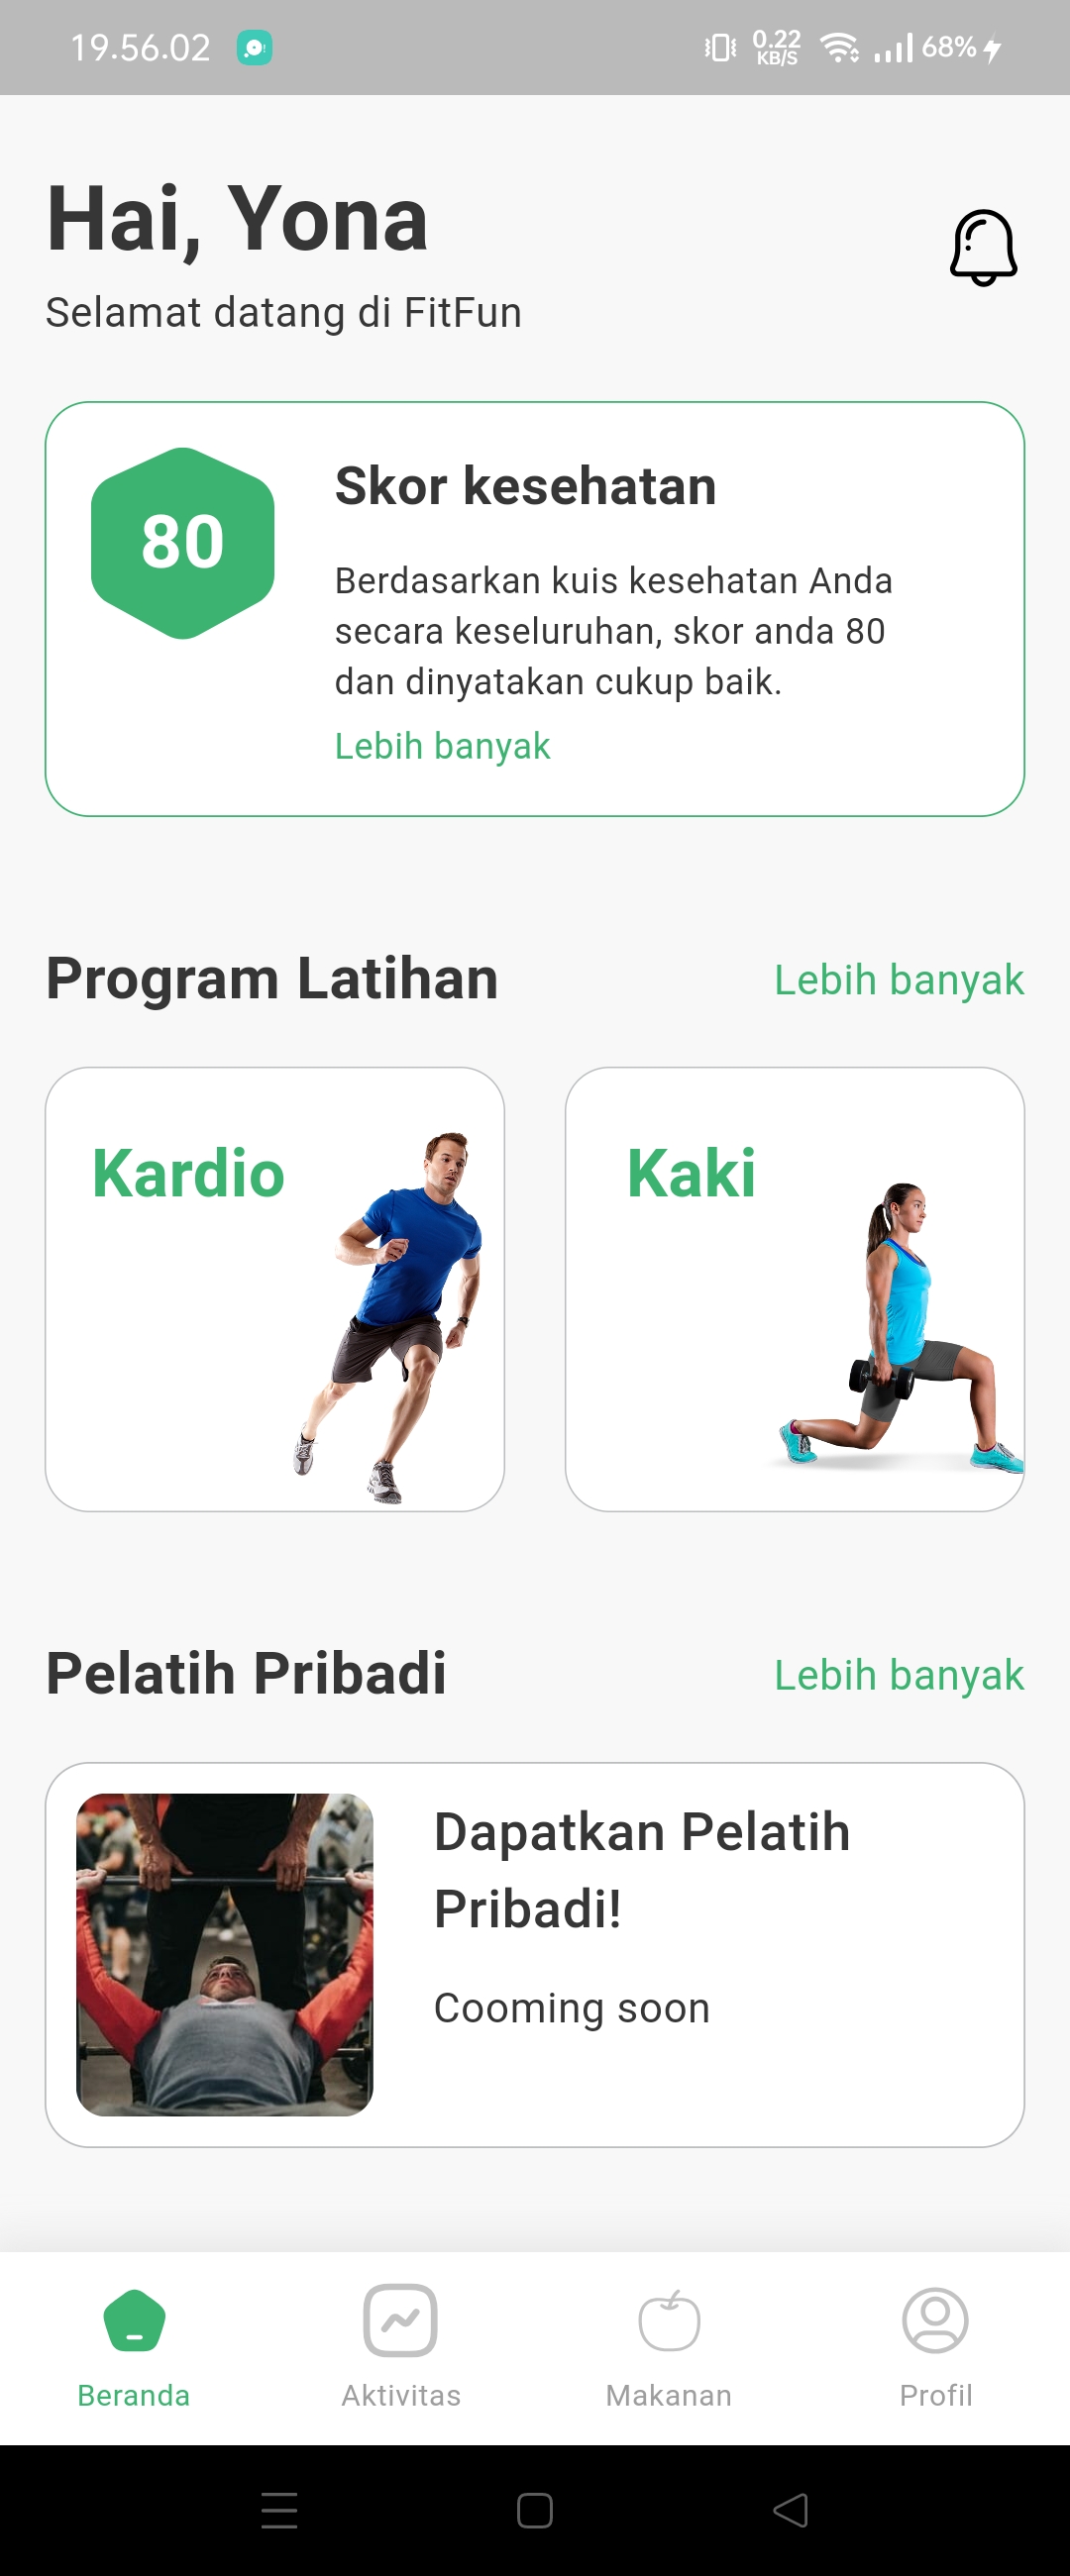 19.56.02
0.22
KB/S
68%
Hai, Yona
Selamat datang di FitFun
80
Skor kesehatan
Berdasarkan kuis kesehatan Anda
secara keseluruhan, skor anda 80
dan dinyatakan cukup baik.
Lebih banyak
Program Latihan
Lebih banyak
Kardio
Kaki
Pelatih Pribadi
Lebih banyak
Dapatkan Pelatih
Pribadi!
Cooming soon
Beranda
Aktivitas
Makanan
Profil